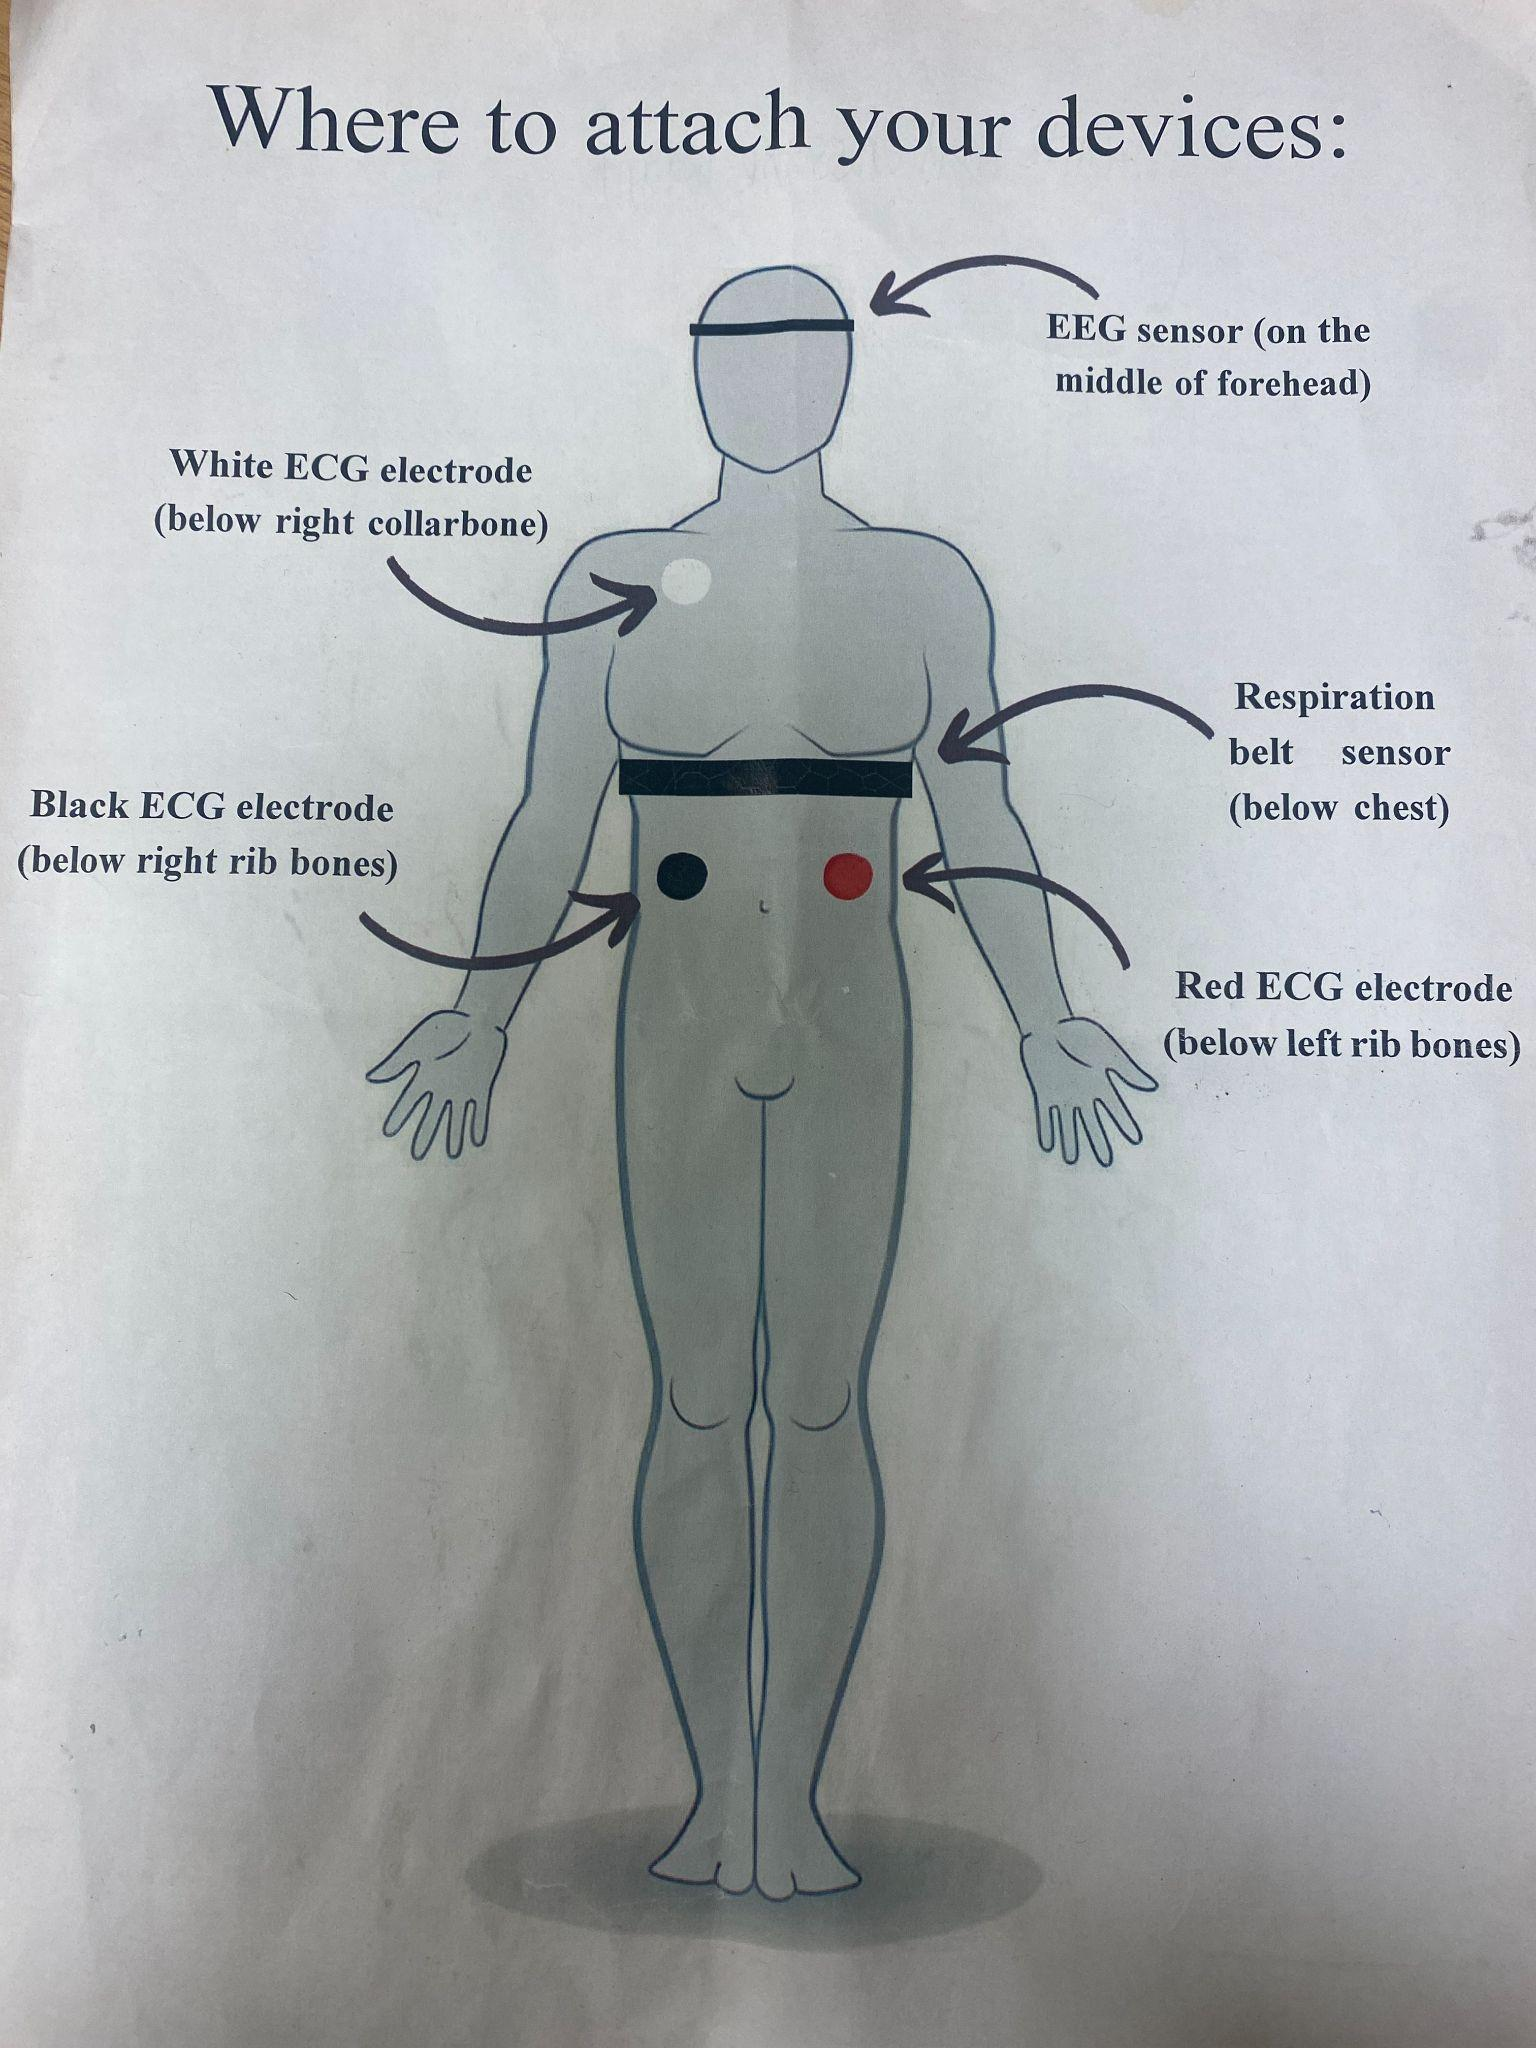 Where to attach your devices:
EEG sensor (on the
middle of forehead)
White ECG electrode
(below right collarbone)
Respiration
belt sensor
(below chest)
Black ECG electrode
(below right rib bones)
Red ECG electrode
(below left rib bones)